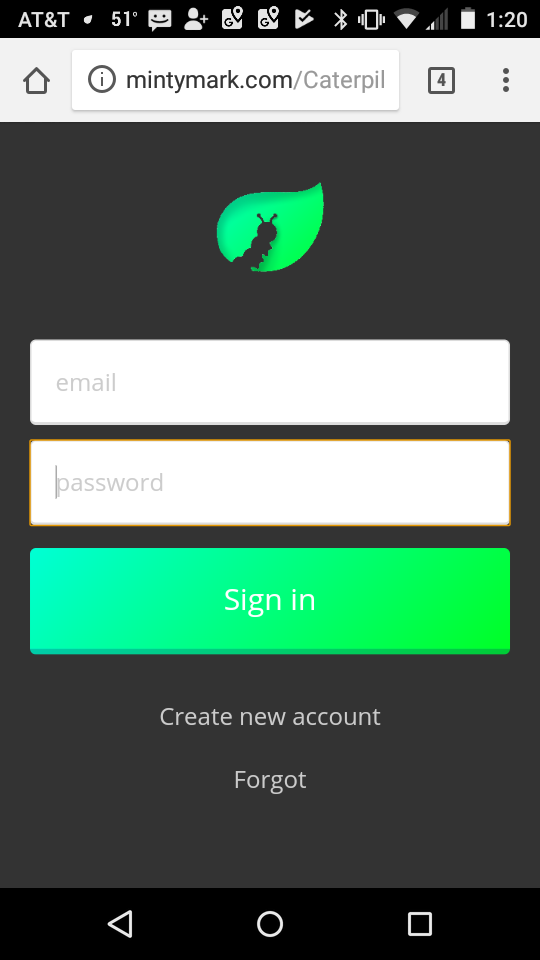 AT&T 51° 1:20
mintymark.com/Caterpil 4
email
password
Sign in
Create new account
Forgot